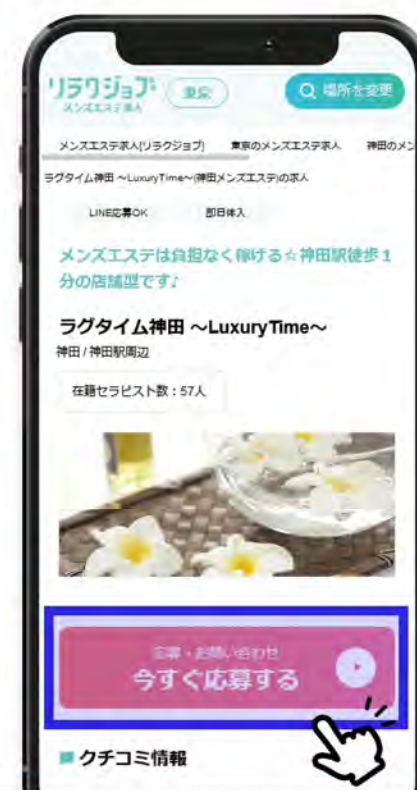 リラクジョブ
メンズエステ求人
東京
場所を変更
メンズエステ求人[リラクジョブ] 東京のメンズエステ求人 神田のメン
ラグタイム神田 ～LuxuryTime～(神田メンズエステ)の求人
LINE応募OK 即日体入
メンズエステは負担なく稼げる☆神田駅徒歩1
分の店舗型です♪
ラグタイム神田 ～LuxuryTime～
神田 / 神田駅周辺
在籍セラピスト数：57人
応募・お問い合わせ
今すぐ応募する
クチコミ情報